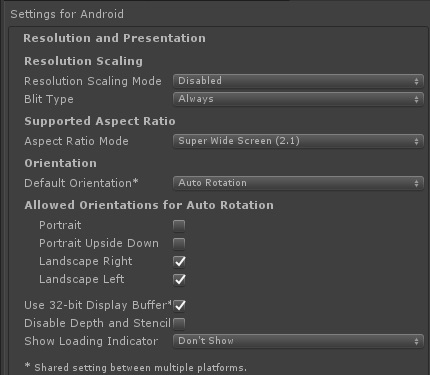 Settings for Android
Resolution and Presentation
Resolution Scaling
Resolution Scaling Mode Disabled
Blit Type Always
Supported Aspect Ratio
Aspect Ratio Mode Super Wide Screen (2.1)
Orientation
Default Orientation* Auto Rotation
Allowed Orientations for Auto Rotation
Portrait
Portrait Upside Down
Landscape Right
Landscape Left
Use 32-bit Display Buffer*
Disable Depth and Stencil
Show Loading Indicator Don't Show
* Shared setting between multiple platforms.